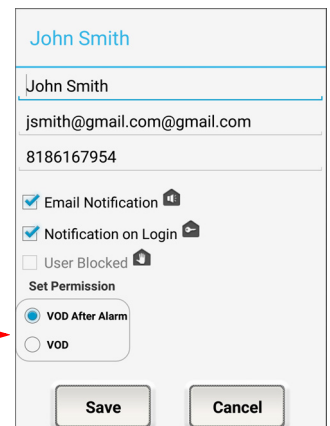 John Smith
John Smith
jsmith@gmail.com@gmail.com
8186167954
Email Notification
Notification on Login
User Blocked
Set Permission
VOD After Alarm
VOD
Save Cancel